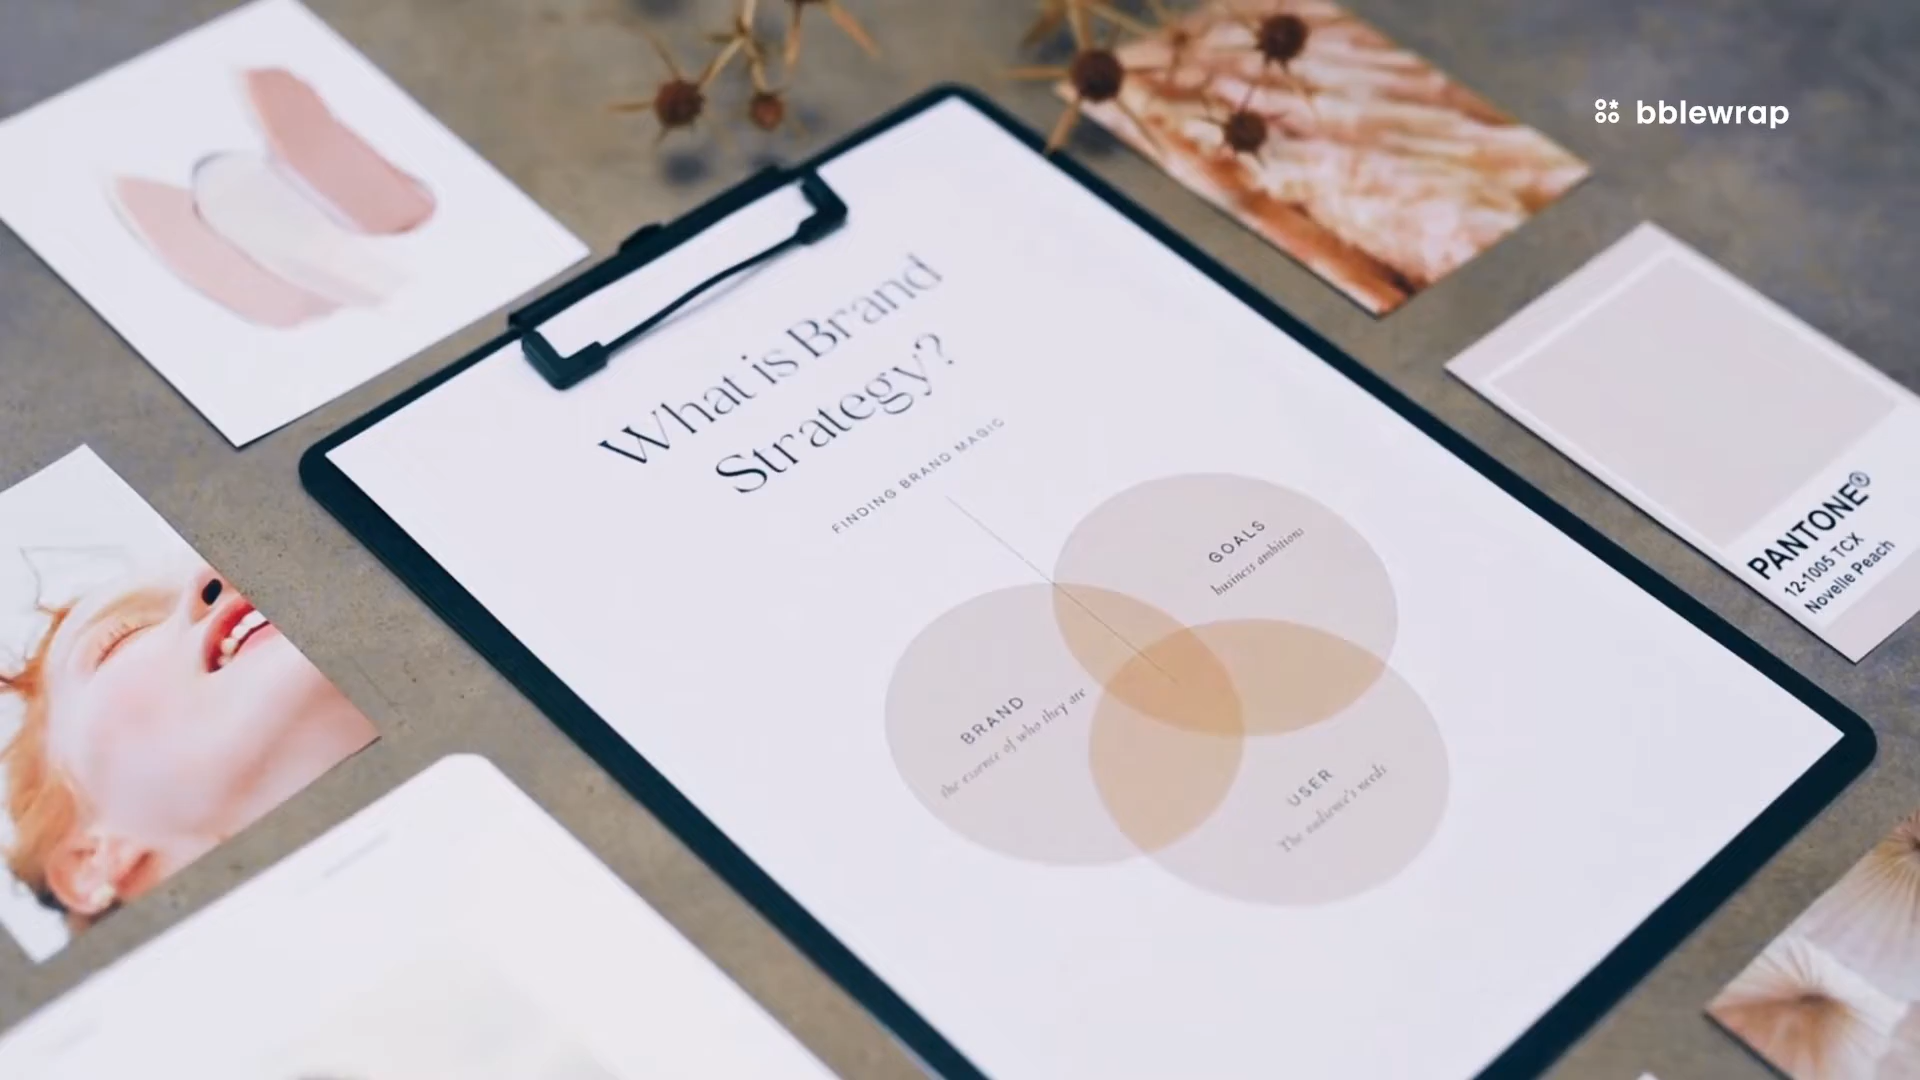 bblewrap
What is Brand
Strategy?
FINDING BRAND MAGIC
GOALS
business ambitions
BRAND
the essence of who they are
USER
The audience's needs
PANTONE®
12-1005 TCX
Novelle Peach